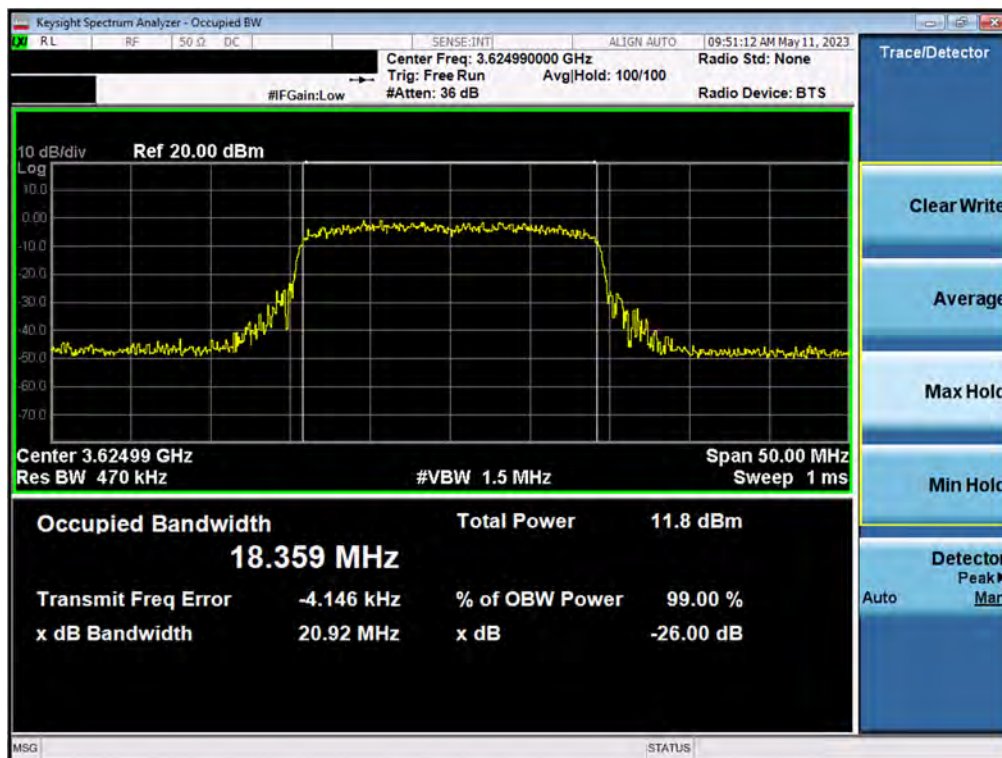 Keysight Spectrum Analyzer - Occupied BW
LXI RL RF 50 Ω DC SENSE:INT ALIGN AUTO 09:51:12 AM May 11, 2023
Center Freq: 3.624990000 GHz Radio Std: None
Trig: Free Run Avg|Hold: 100/100
#IFGain:Low #Atten: 36 dB Radio Device: BTS
Trace/Detector
10 dB/div Ref 20.00 dBm
Log
10.0
0.00
-10.0
-20.0
-30.0
-40.0
-50.0
-60.0
-70.0
Center 3.62499 GHz Span 50.00 MHz
Res BW 470 kHz #VBW 1.5 MHz Sweep 1 ms
Occupied Bandwidth Total Power 11.8 dBm
18.359 MHz
Transmit Freq Error -4.146 kHz % of OBW Power 99.00 %
x dB Bandwidth 20.92 MHz x dB -26.00 dB
Clear Write
Average
Max Hold
Min Hold
Detector
Peak
Auto Man
MSG STATUS